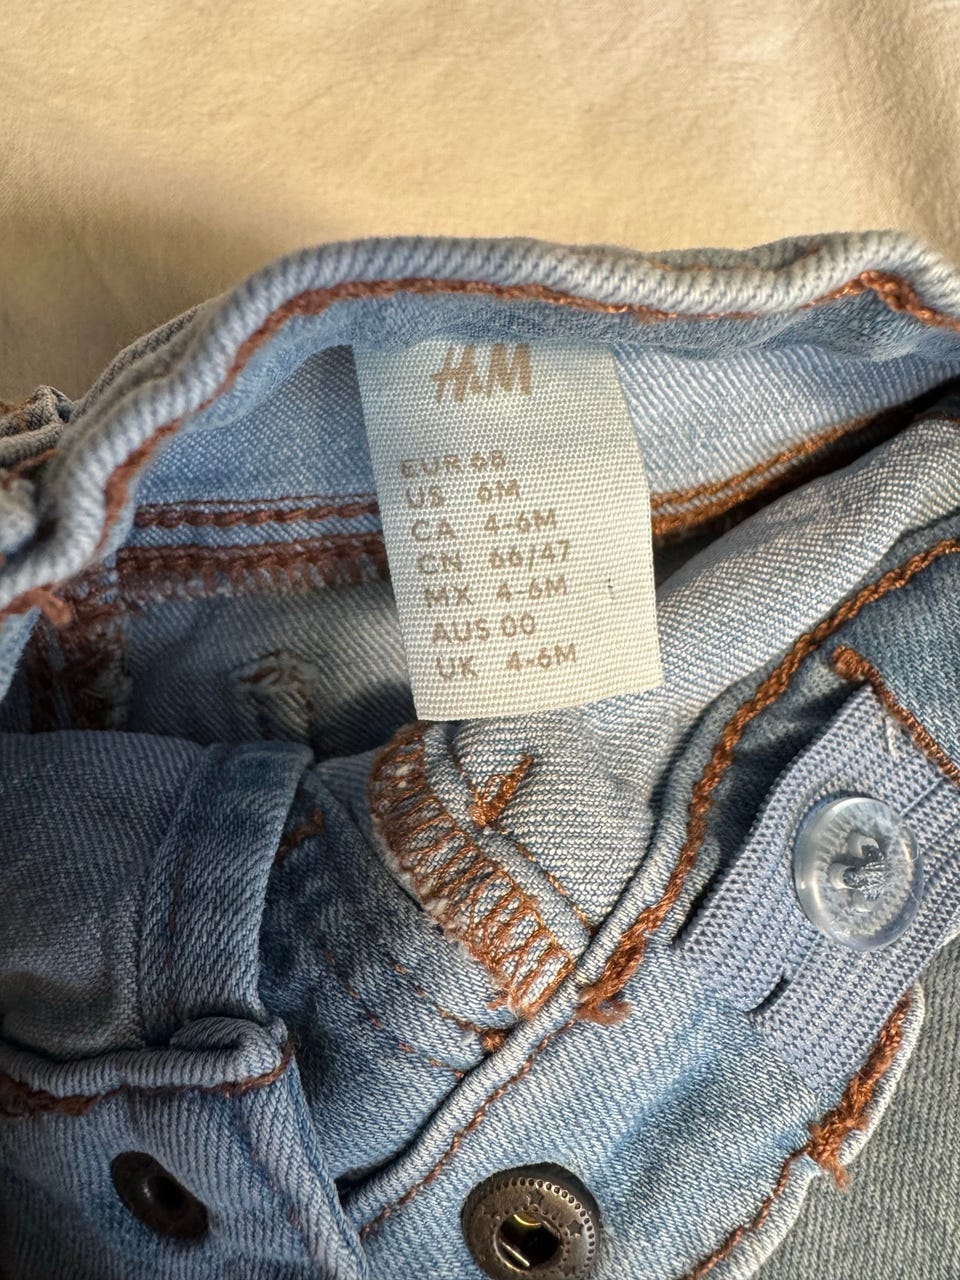 H&M
EUR 68
US 6M
CA 4-6M
CN 66/47
MX 4-6M
AUS 00
UK 4-6M